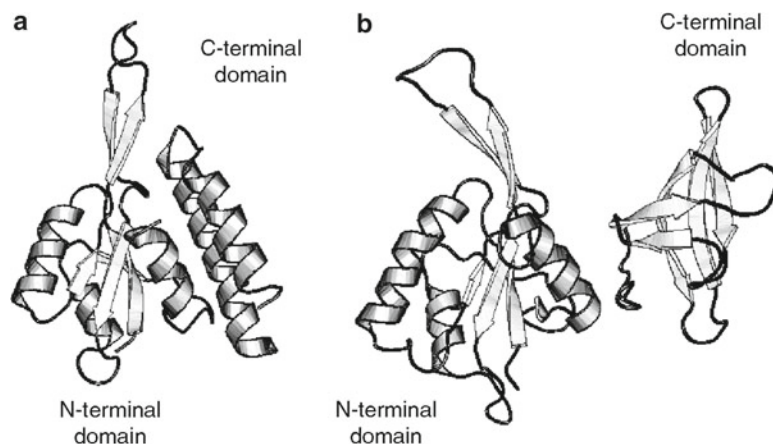 a
C-terminal
domain
N-terminal
domain
b
C-terminal
domain
N-terminal
domain